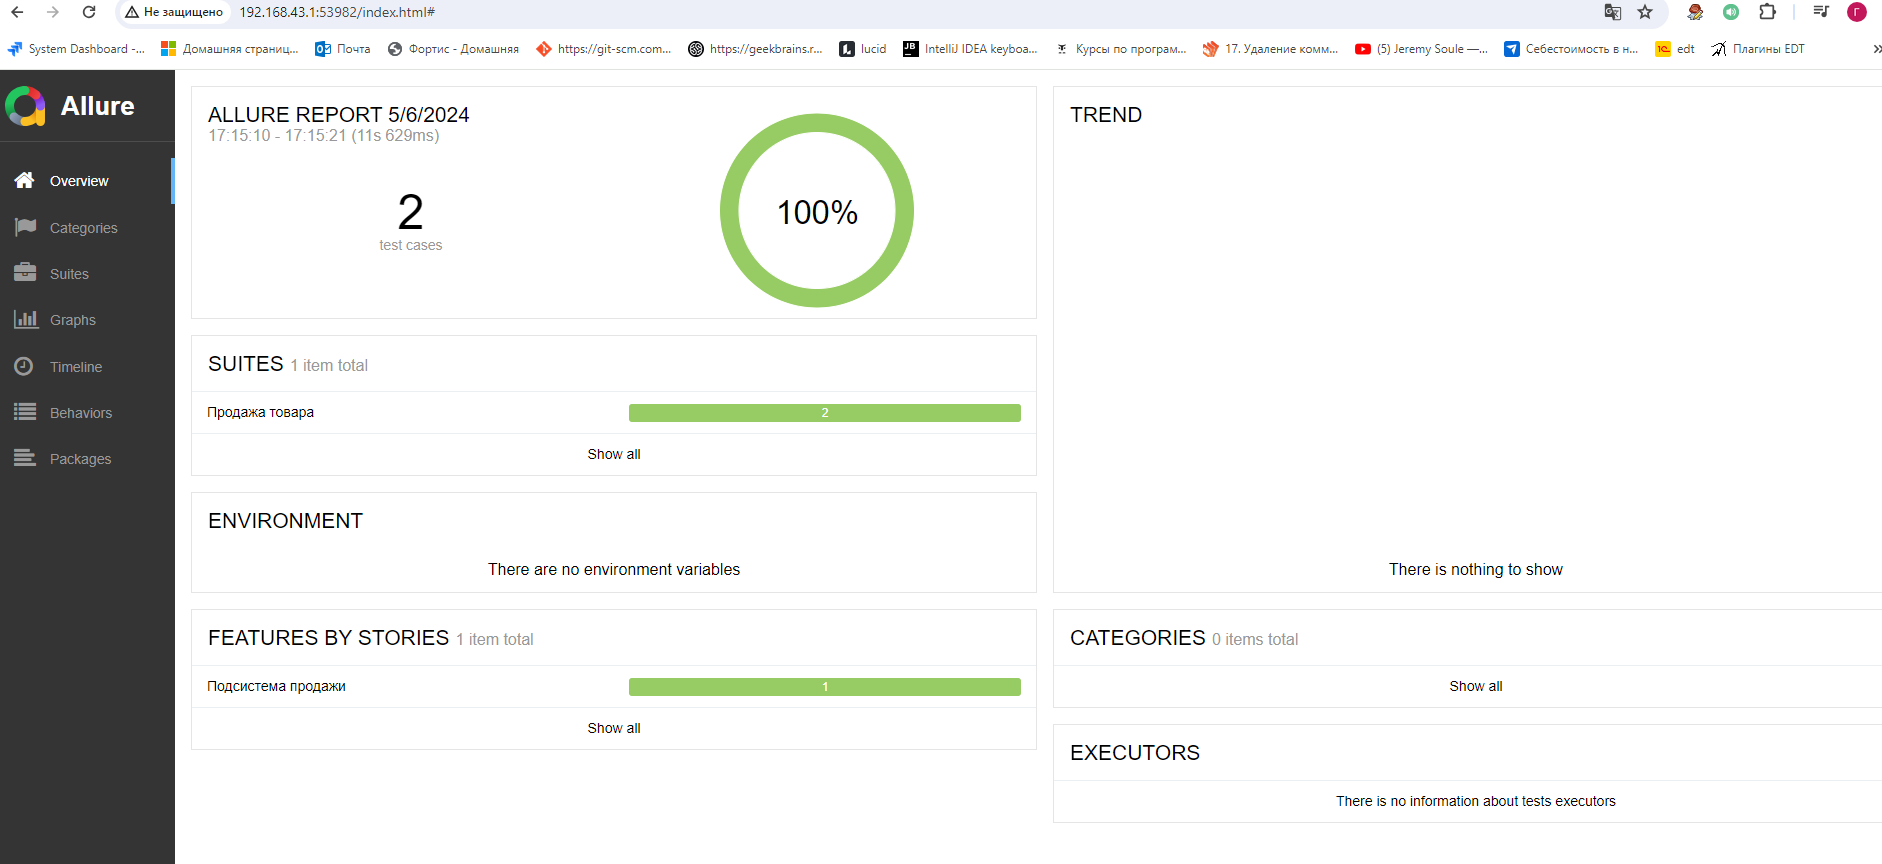 Не защищено 192.168.43.1:53982/index.html#
System Dashboard -... Домашняя страниц... Почта Фортис - Домашняя https://git-scm.com... https://geekbrains.r... lucid IntelliJ IDEA keyboa... Курсы по програм... 17. Удаление комм... (5) Jeremy Soule —... Себестоимость в н... edt Плагины EDT
Allure
Overview
Categories
Suites
Graphs
Timeline
Behaviors
Packages
ALLURE REPORT 5/6/2024
17:15:10 - 17:15:21 (11s 629ms)
2
test cases
100%
SUITES 1 item total
Продажа товара 2
Show all
ENVIRONMENT
There are no environment variables
FEATURES BY STORIES 1 item total
Подсистема продажи 1
Show all
TREND
There is nothing to show
CATEGORIES 0 items total
Show all
EXECUTORS
There is no information about tests executors